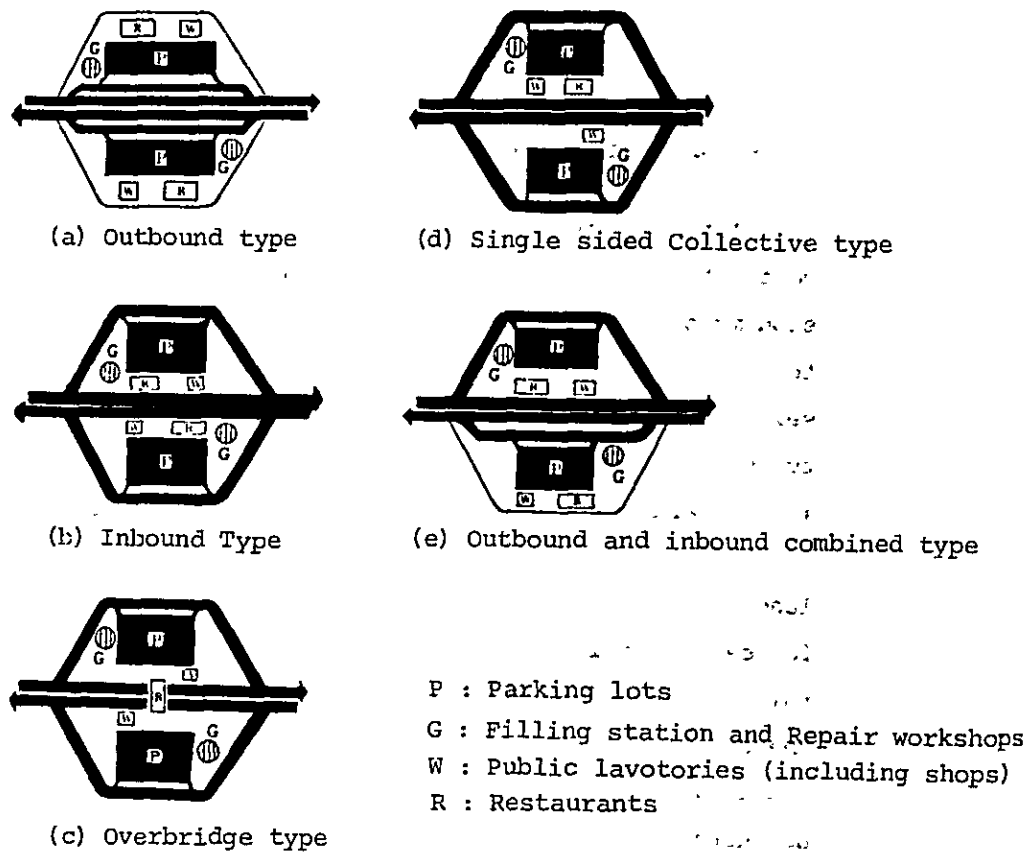 R W
G
P
P
G
W R
(a) Outbound type
P
G
W R
W
G
P
(d) Single sided Collective type
P
G
R W
W R
G
P
(b) Inbound Type
P
G
R W
P
G
W R
(e) Outbound and inbound combined type
P
G
W
R
W
G
P
(c) Overbridge type
P : Parking lots
G : Filling station and Repair workshops
W : Public lavotories (including shops)
R : Restaurants